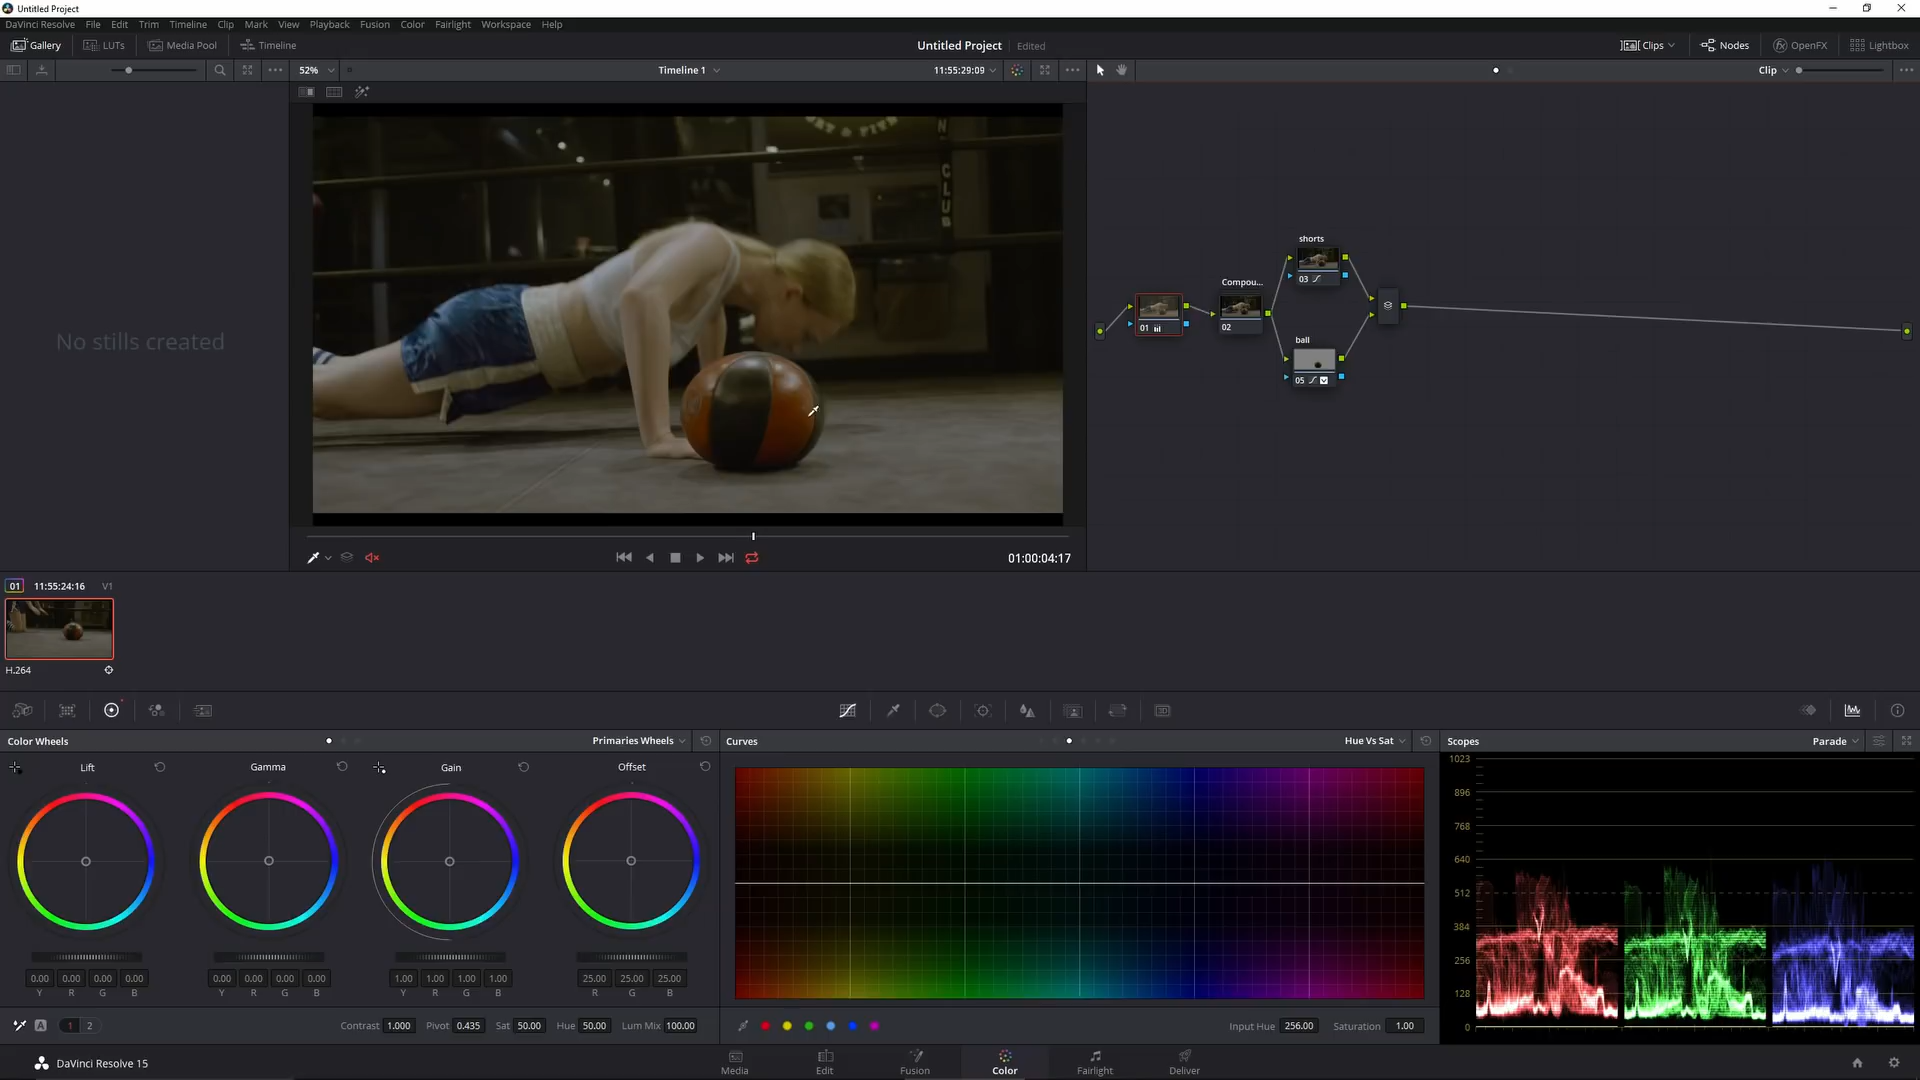 Untitled Project
DaVinci Resolve File Edit Trim Timeline Clip Mark View Playback Fusion Color Fairlight Workspace Help
Gallery LUTs Media Pool Timeline Untitled Project Edited Clips Nodes OpenFX Lightbox
52% Timeline 1 11:55:29:09 Clip
CLUB
No stills created
shorts
03
Compou...
01 02
ball
05
01:00:04:17
01 11:55:24:16 V1
H.264
Color Wheels Primaries Wheels Curves Hue Vs Sat Scopes Parade
Lift Gamma Gain Offset
1023
896
768
640
512
384
256
128
0
0.00 0.00 0.00 0.00 0.00 0.00 0.00 0.00 1.00 1.00 1.00 1.00 25.00 25.00 25.00
Y R G B Y R G B Y R G B R G B
A 1 2 Contrast 1.000 Pivot 0.435 Sat 50.00 Hue 50.00 Lum Mix 100.00 Input Hue 256.00 Saturation 1.00
DaVinci Resolve 15 Media Edit Fusion Color Fairlight Deliver